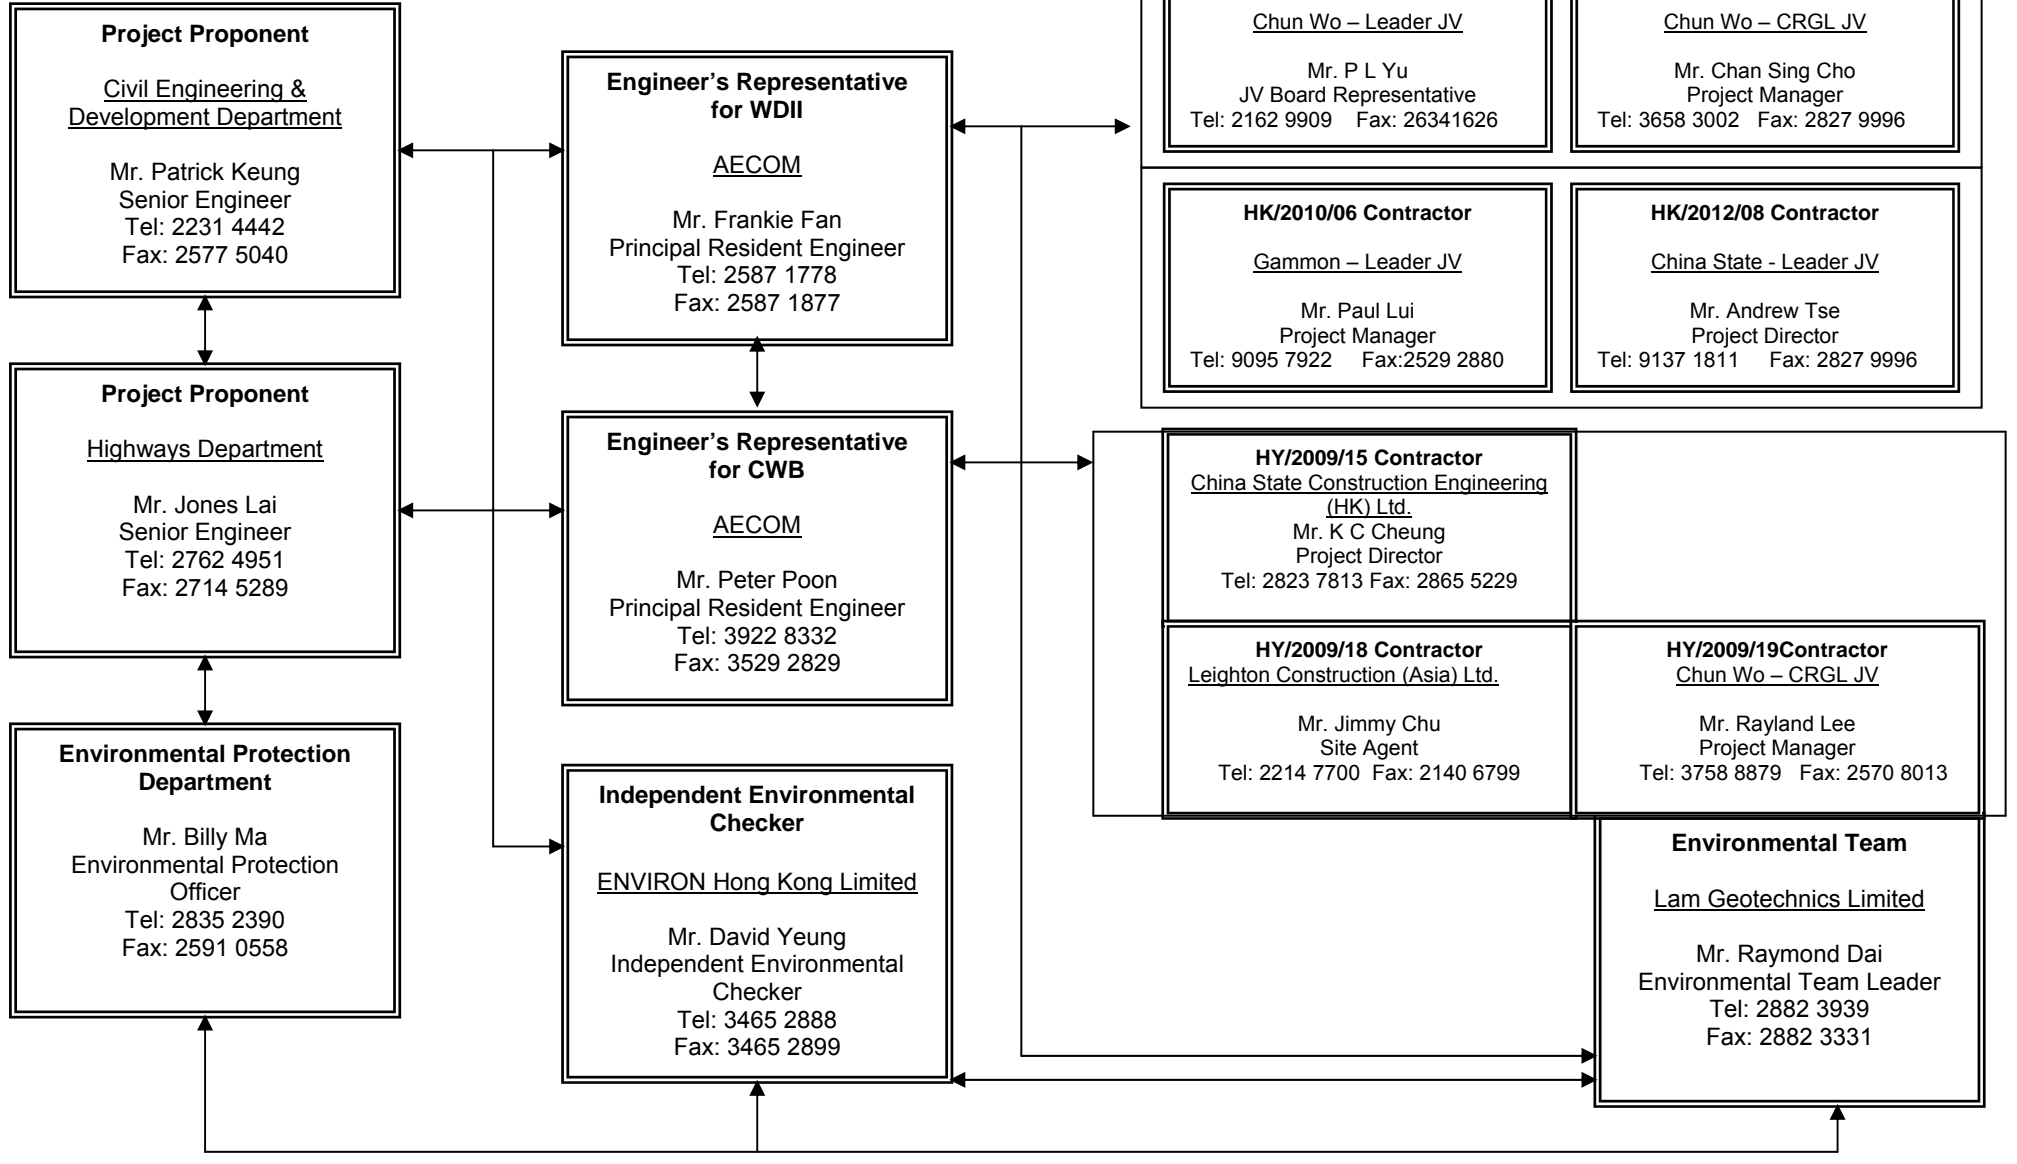 Project Proponent
Civil Engineering &
Development Department
Mr. Patrick Keung
Senior Engineer
Tel: 2231 4442
Fax: 2577 5040
Project Proponent
Highways Department
Mr. Jones Lai
Senior Engineer
Tel: 2762 4951
Fax: 2714 5289
Environmental Protection
Department
Mr. Billy Ma
Environmental Protection
Officer
Tel: 2835 2390
Fax: 2591 0558
Engineer’s Representative
for WDII
AECOM
Mr. Frankie Fan
Principal Resident Engineer
Tel: 2587 1778
Fax: 2587 1877
Engineer’s Representative
for CWB
AECOM
Mr. Peter Poon
Principal Resident Engineer
Tel: 3922 8332
Fax: 3529 2829
Independent Environmental
Checker
ENVIRON Hong Kong Limited
Mr. David Yeung
Independent Environmental
Checker
Tel: 3465 2888
Fax: 3465 2899
Chun Wo – Leader JV
Mr. P L Yu
JV Board Representative
Tel: 2162 9909 Fax: 26341626
Chun Wo – CRGL JV
Mr. Chan Sing Cho
Project Manager
Tel: 3658 3002 Fax: 2827 9996
HK/2010/06 Contractor
Gammon – Leader JV
Mr. Paul Lui
Project Manager
Tel: 9095 7922 Fax:2529 2880
HK/2012/08 Contractor
China State - Leader JV
Mr. Andrew Tse
Project Director
Tel: 9137 1811 Fax: 2827 9996
HY/2009/15 Contractor
China State Construction Engineering
(HK) Ltd.
Mr. K C Cheung
Project Director
Tel: 2823 7813 Fax: 2865 5229
HY/2009/18 Contractor
Leighton Construction (Asia) Ltd.
Mr. Jimmy Chu
Site Agent
Tel: 2214 7700 Fax: 2140 6799
HY/2009/19Contractor
Chun Wo – CRGL JV
Mr. Rayland Lee
Project Manager
Tel: 3758 8879 Fax: 2570 8013
Environmental Team
Lam Geotechnics Limited
Mr. Raymond Dai
Environmental Team Leader
Tel: 2882 3939
Fax: 2882 3331